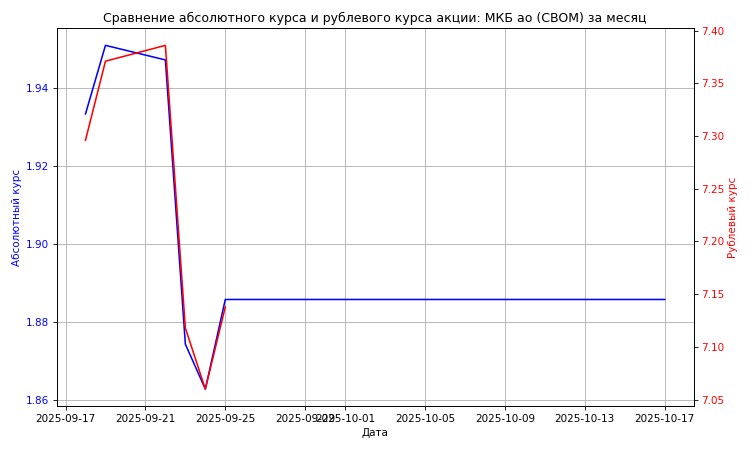 Сравнение абсолютного курса и рублевого курса акции: МКБ ао (CBOM) за месяц
7.40
7.35
7.30
7.25
7.20
7.15
7.10
7.05
1.94
1.92
1.90
1.88
1.86
Абсолютный курс
Рублевый курс
2025-09-17 2025-09-21 2025-09-25 2025-09-29 2025-10-01 2025-10-05 2025-10-09 2025-10-13 2025-10-17
Дата